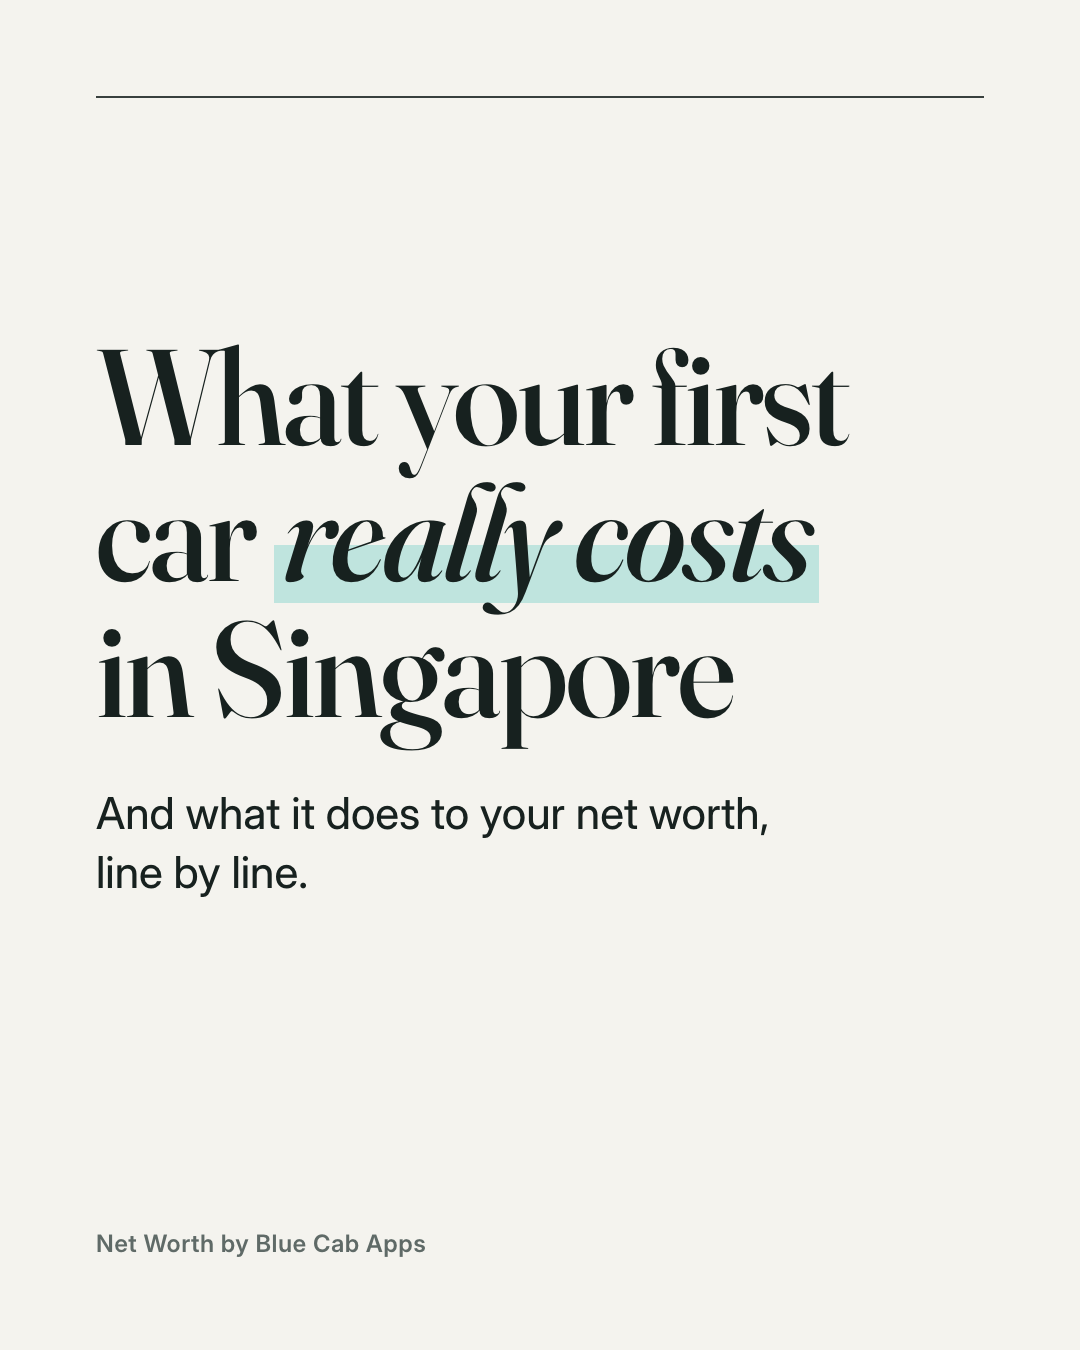 What your first
car really costs
in Singapore
And what it does to your net worth,
line by line.
Net Worth by Blue Cab Apps